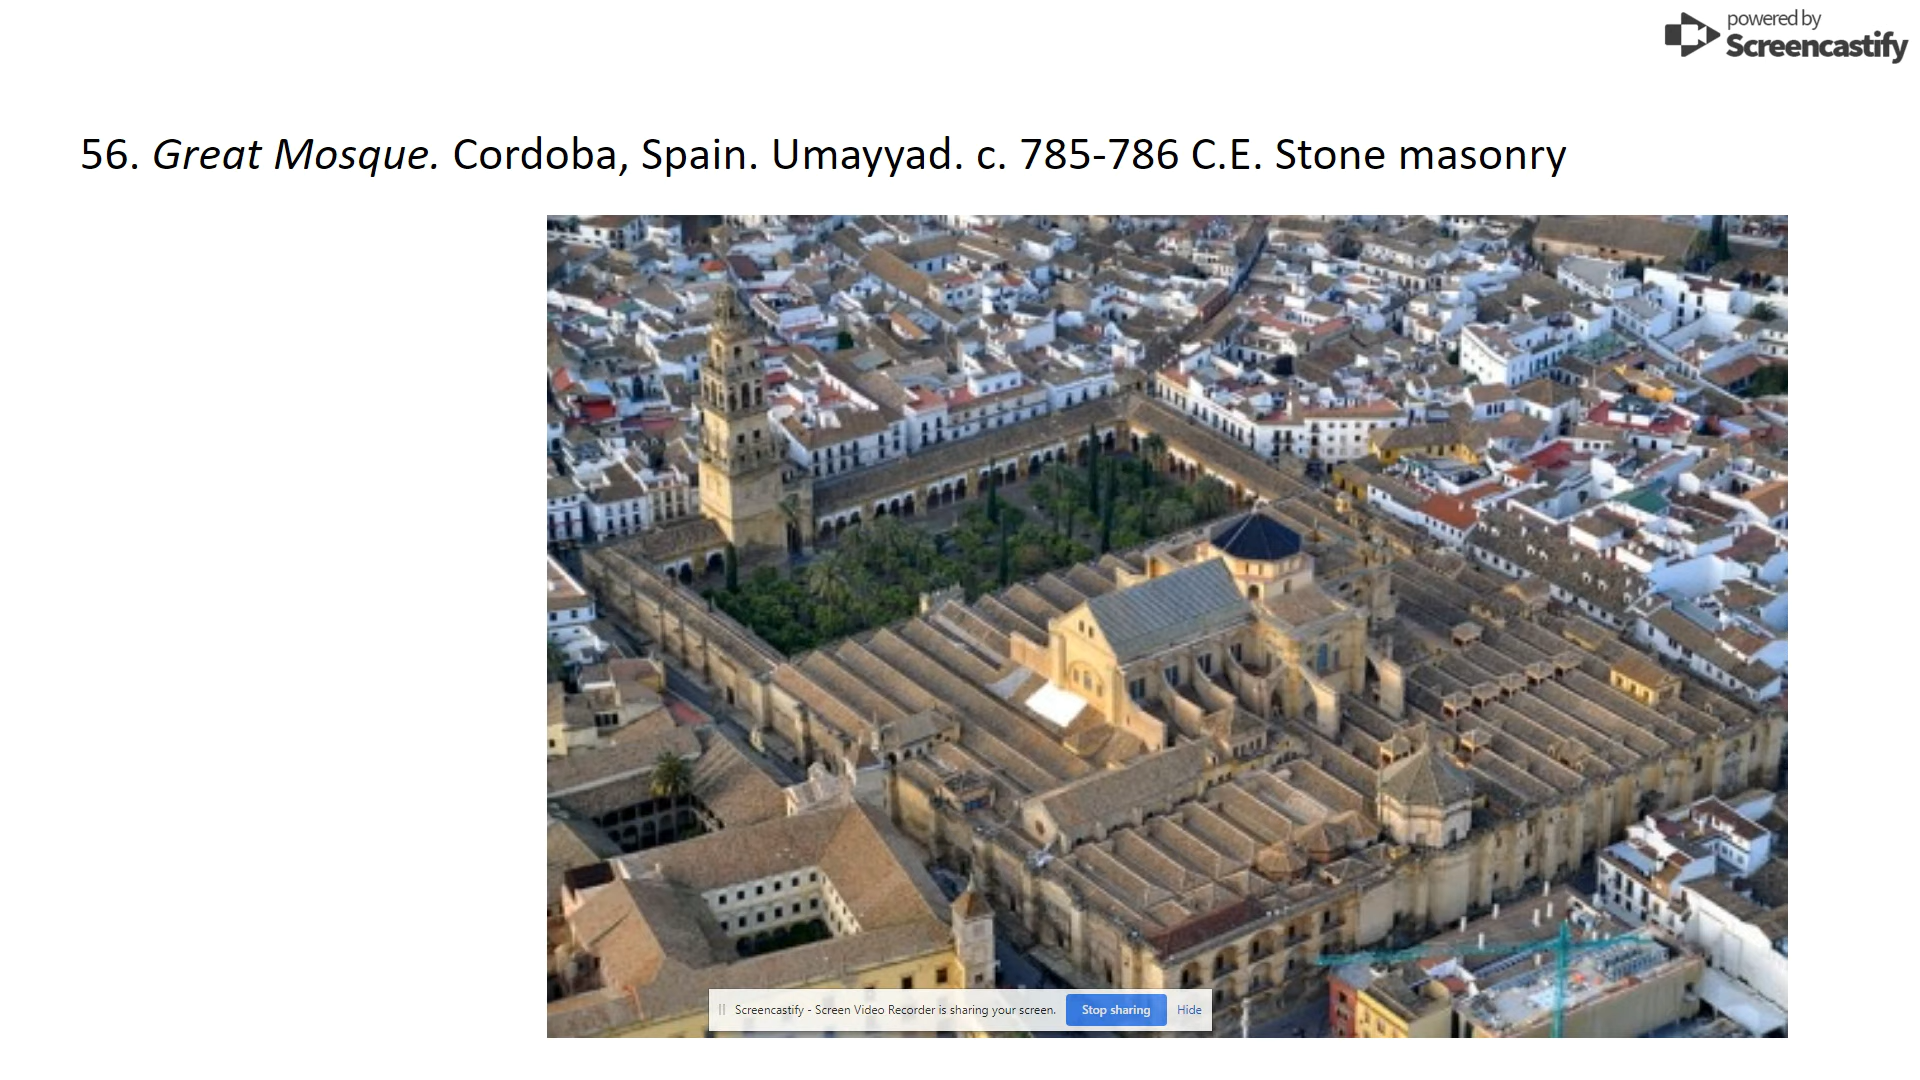 powered by
Screencastify
56. Great Mosque. Cordoba, Spain. Umayyad. c. 785-786 C.E. Stone masonry
Screencastify - Screen Video Recorder is sharing your screen. Stop sharing Hide